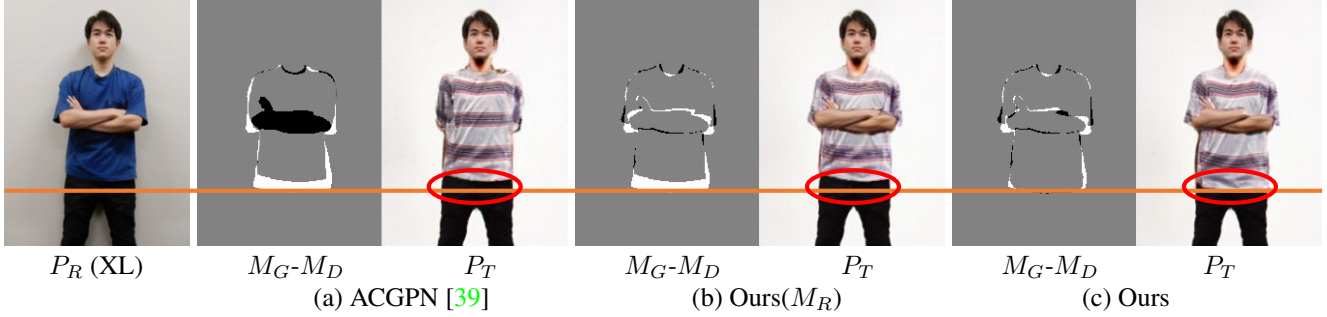 P_R (XL) M_G-M_D P_T M_G-M_D P_T M_G-M_D P_T
(a) ACGPN [39] (b) Ours(M_R) (c) Ours